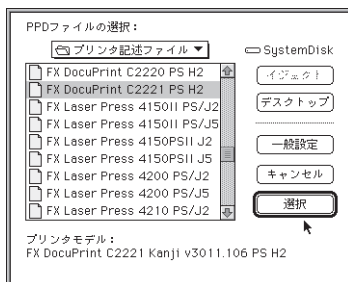 PPDファイルの選択：
プリンタ記述ファイル ▼
SystemDisk
FX DocuPrint C2220 PS H2
FX DocuPrint C2221 PS H2
FX Laser Press 4150II PS/J2
FX Laser Press 4150II PS/J5
FX Laser Press 4150PSII J2
FX Laser Press 4150PSII J5
FX Laser Press 4200 PS/J2
FX Laser Press 4200 PS/J5
FX Laser Press 4210 PS/J2
イジェクト
デスクトップ
一般設定
キャンセル
選択
プリンタモデル：
FX DocuPrint C2221 Kanji v3011.106 PS H2